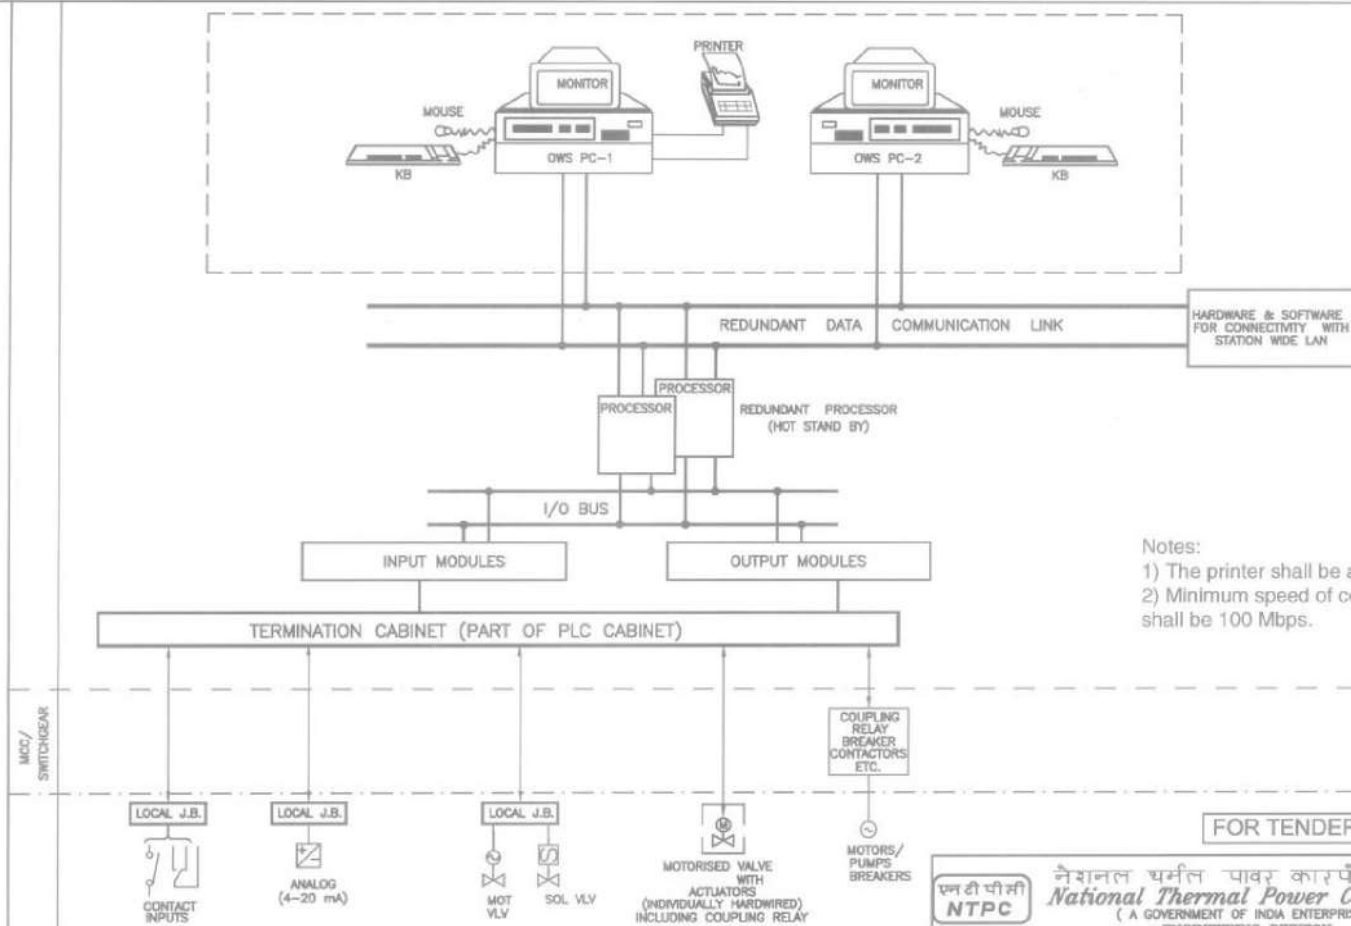 PRINTER
MONITOR
MONITOR
MOUSE
MOUSE
OWS PC-1
OWS PC-2
KB
KB
REDUNDANT DATA COMMUNICATION LINK
HARDWARE & SOFTWARE
FOR CONNECTIVITY WITH
STATION WIDE LAN
PROCESSOR
PROCESSOR
REDUNDANT PROCESSOR
(HOT STAND BY)
I/O BUS
INPUT MODULES
OUTPUT MODULES
Notes:
1) The printer shall be a
2) Minimum speed of c
shall be 100 Mbps.
TERMINATION CABINET (PART OF PLC CABINET)
MCC/
SWITCHGEAR
COUPLING
RELAY
BREAKER
CONTACTORS
ETC.
LOCAL J.B.
LOCAL J.B.
LOCAL J.B.
M
S
CONTACT
INPUTS
ANALOG
(4-20 mA)
MOT
VLV
SOL VLV
MOTORISED VALVE
WITH
ACTUATORS
(INDIVIDUALLY HARDWIRED)
INCLUDING COUPLING RELAY
MOTORS/
PUMPS
BREAKERS
FOR TENDER
एन टी पी सी
NTPC
नेशनल थर्मल पावर कारपो
National Thermal Power C
( A GOVERNMENT OF INDIA ENTERPRIS